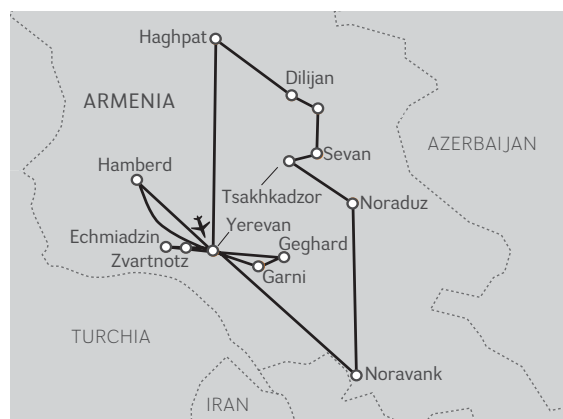 Haghpat
Dilijan
ARMENIA
AZERBAIJAN
Sevan
Hamberd
Tsakhkadzor
Noraduz
Yerevan
Echmiadzin
Geghard
Zvartnotz
Garni
TURCHIA
Noravank
IRAN